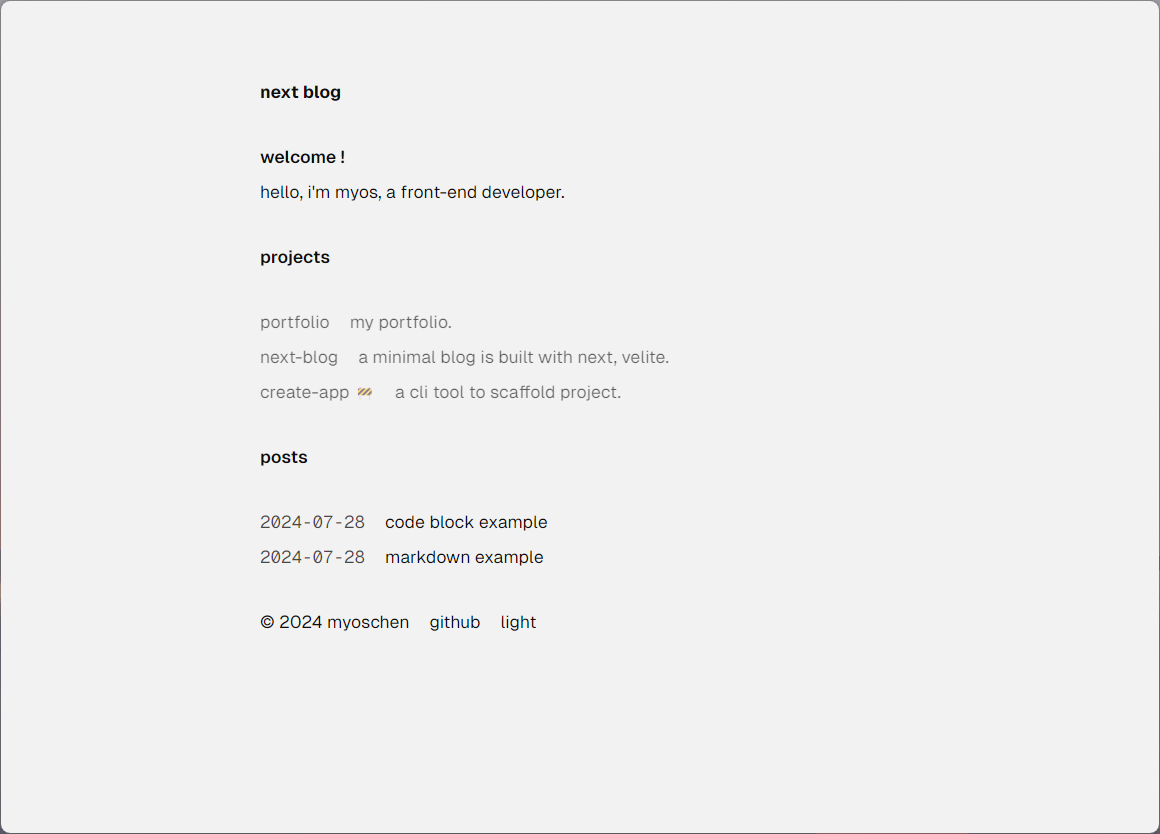 next blog
welcome !
hello, i'm myos, a front-end developer.
projects
portfolio my portfolio.
next-blog a minimal blog is built with next, velite.
create-app 🚧 a cli tool to scaffold project.
posts
2024-07-28 code block example
2024-07-28 markdown example
© 2024 myoschen github light